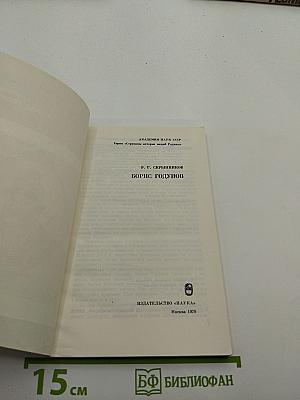 АКАДЕМИЯ НАУК СССР
Серия «Страницы истории нашей Родины»
Р. Г. СКРЫННИКОВ
БОРИС ГОДУНОВ
ИЗДАТЕЛЬСТВО «НАУКА»
Москва 1978
15 см
БФ БИБЛИОФАН